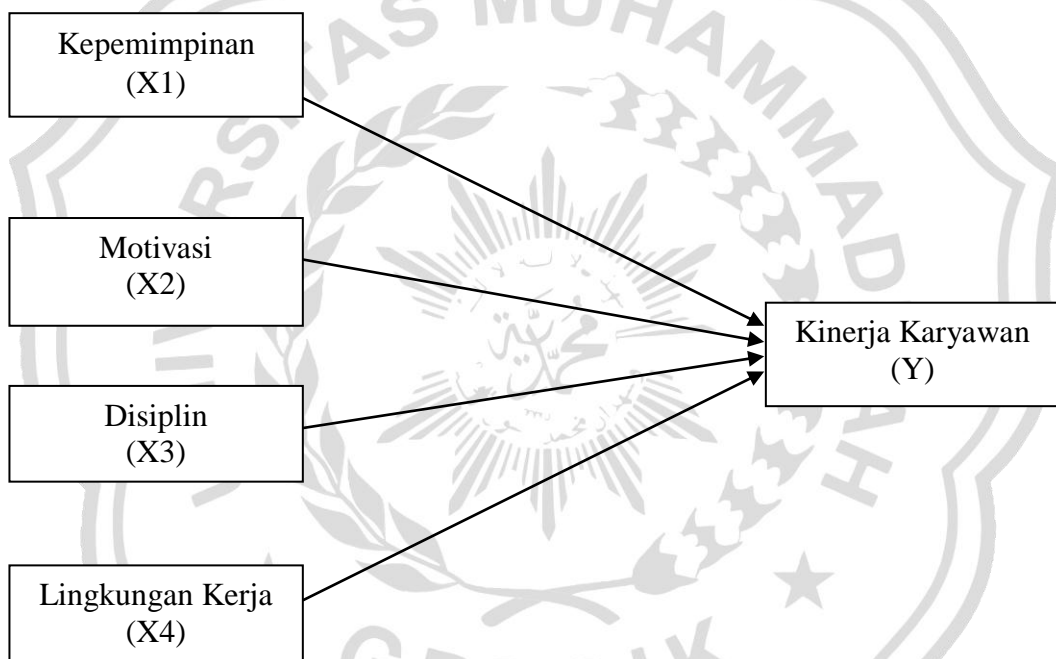 Kepemimpinan
(X1)
Motivasi
(X2)
Disiplin
(X3)
Lingkungan Kerja
(X4)
Kinerja Karyawan
(Y)